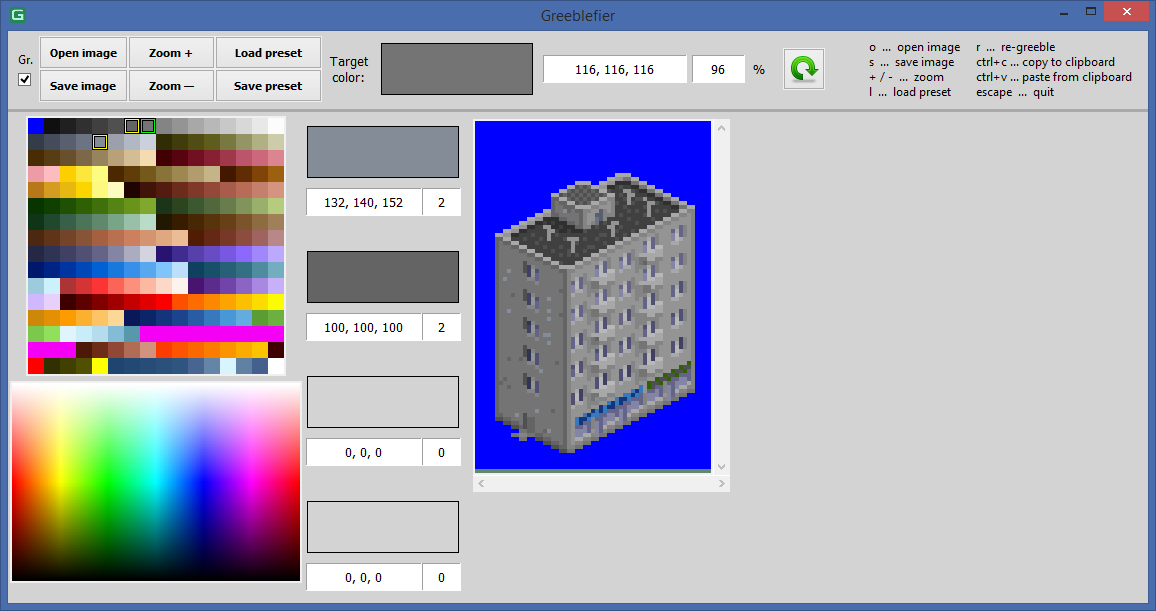 G
Greeblefier
Gr.
Open image
Zoom +
Load preset
Save image
Zoom —
Save preset
Target
color:
116, 116, 116
96
%
o ... open image
s ... save image
+ / - ... zoom
l ... load preset
r ... re-greeble
ctrl+c ... copy to clipboard
ctrl+v ... paste from clipboard
escape ... quit
132, 140, 152
2
100, 100, 100
2
0, 0, 0
0
0, 0, 0
0